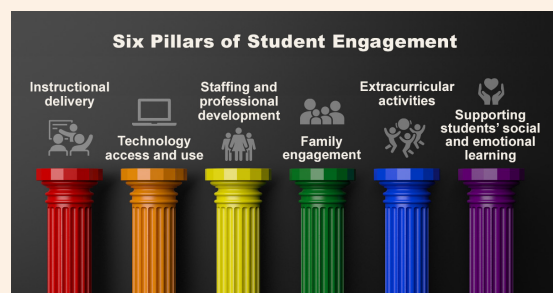 Six Pillars of Student Engagement
Instructional
delivery
Technology
access and use
Staffing and
professional
development
Family
engagement
Extracurricular
activities
Supporting
students' social
and emotional
learning